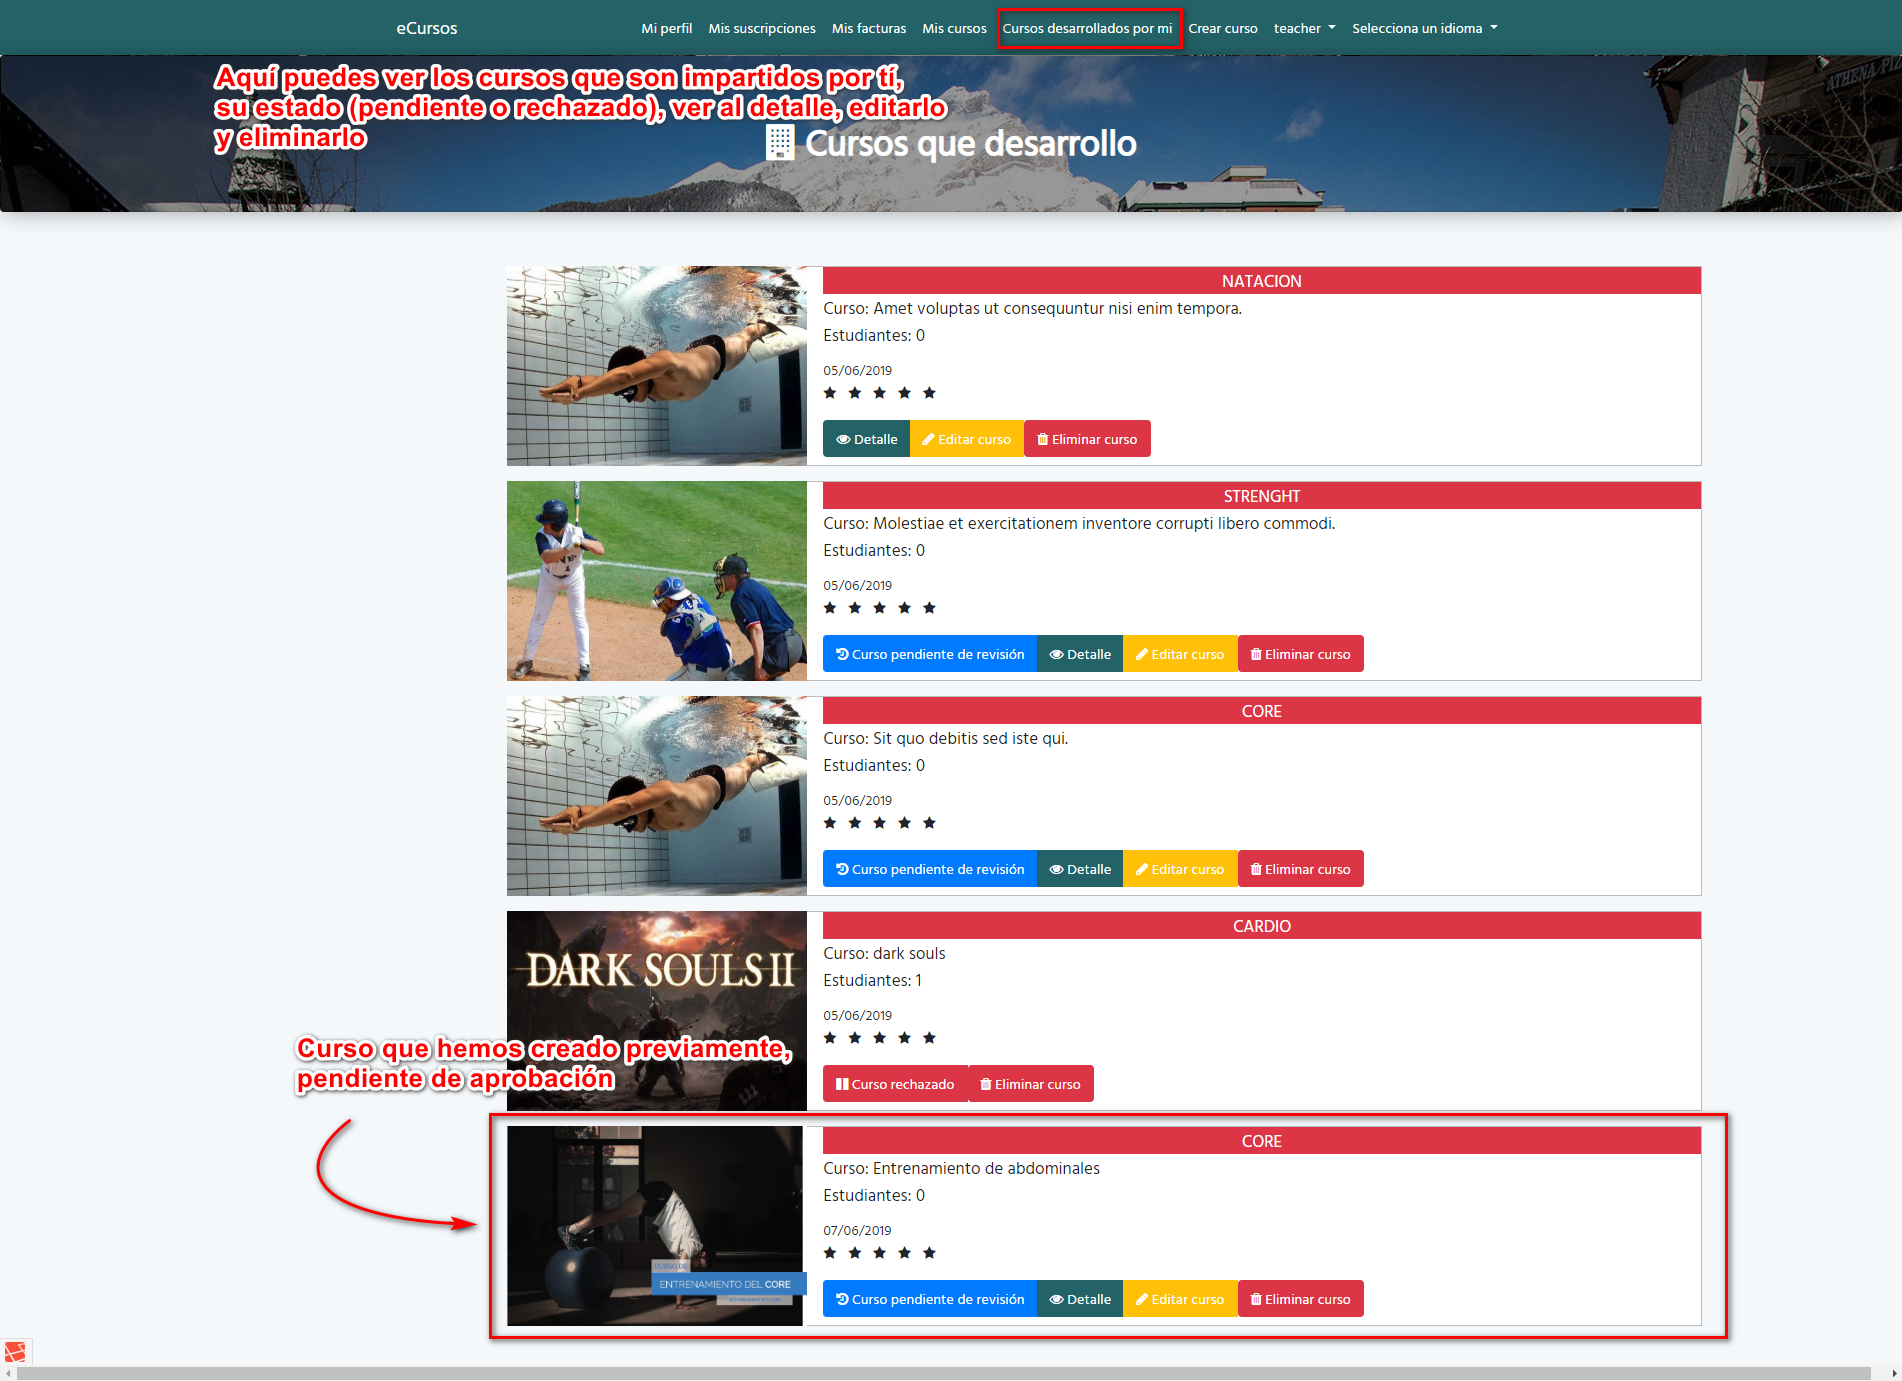 eCursos
Mi perfil
Mis suscripciones
Mis facturas
Mis cursos
Cursos desarrollados por mi
Crear curso
teacher
Selecciona un idioma
Aquí puedes ver los cursos que son impartidos por tí,
su estado (pendiente o rechazado), ver al detalle, editarlo
y eliminarlo
Cursos que desarrollo
ATHENA PIZ
NATACION
Curso: Amet voluptas ut consequuntur nisi enim tempora.
Estudiantes: 0
05/06/2019
Detalle
Editar curso
Eliminar curso
STRENGHT
Curso: Molestiae et exercitationem inventore corrupti libero commodi.
Estudiantes: 0
05/06/2019
Curso pendiente de revisión
Detalle
Editar curso
Eliminar curso
CORE
Curso: Sit quo debitis sed iste qui.
Estudiantes: 0
05/06/2019
Curso pendiente de revisión
Detalle
Editar curso
Eliminar curso
DARK SOULS II
CARDIO
Curso: dark souls
Estudiantes: 1
05/06/2019
Curso rechazado
Eliminar curso
Curso que hemos creado previamente,
pendiente de aprobación
CURSO DE
ENTRENAMIENTO DEL CORE
CORE
Curso: Entrenamiento de abdominales
Estudiantes: 0
07/06/2019
Curso pendiente de revisión
Detalle
Editar curso
Eliminar curso